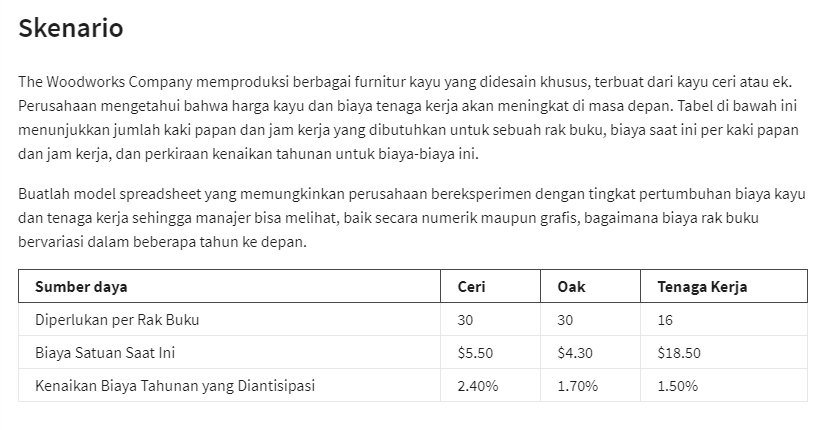 Skenario
The Woodworks Company memproduksi berbagai furnitur kayu yang didesain khusus, terbuat dari kayu ceri atau ek.
Perusahaan mengetahui bahwa harga kayu dan biaya tenaga kerja akan meningkat di masa depan. Tabel di bawah ini
menunjukkan jumlah kaki papan dan jam kerja yang dibutuhkan untuk sebuah rak buku, biaya saat ini per kaki papan
dan jam kerja, dan perkiraan kenaikan tahunan untuk biaya-biaya ini.
Buatlah model spreadsheet yang memungkinkan perusahaan bereksperimen dengan tingkat pertumbuhan biaya kayu
dan tenaga kerja sehingga manajer bisa melihat, baik secara numerik maupun grafis, bagaimana biaya rak buku
bervariasi dalam beberapa tahun ke depan.
Sumber daya Ceri Oak Tenaga Kerja
Diperlukan per Rak Buku 30 30 16
Biaya Satuan Saat Ini $5.50 $4.30 $18.50
Kenaikan Biaya Tahunan yang Diantisipasi 2.40% 1.70% 1.50%